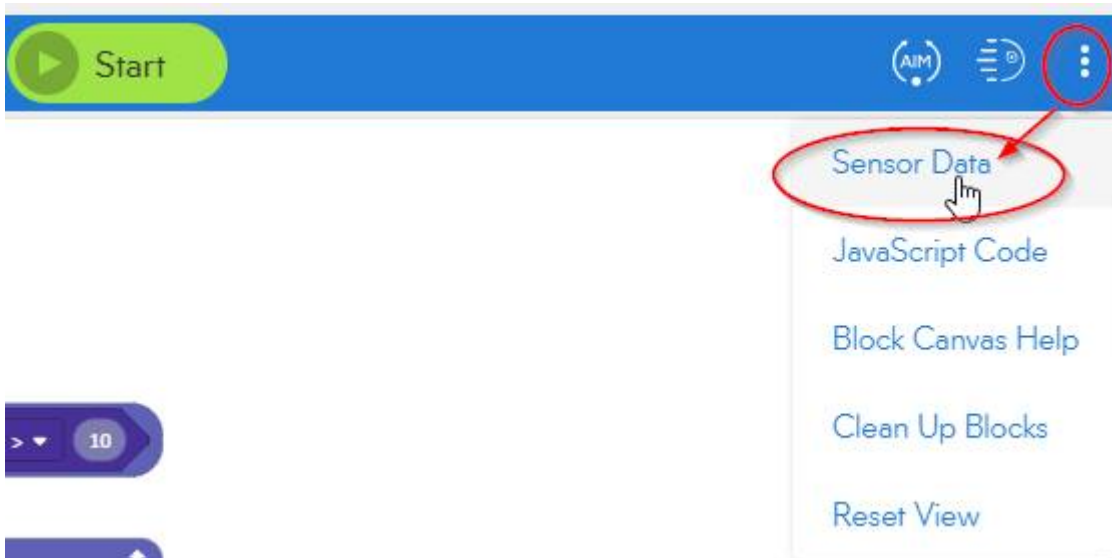 Start
AIM
Sensor Data
JavaScript Code
Block Canvas Help
> 10
Clean Up Blocks
Reset View